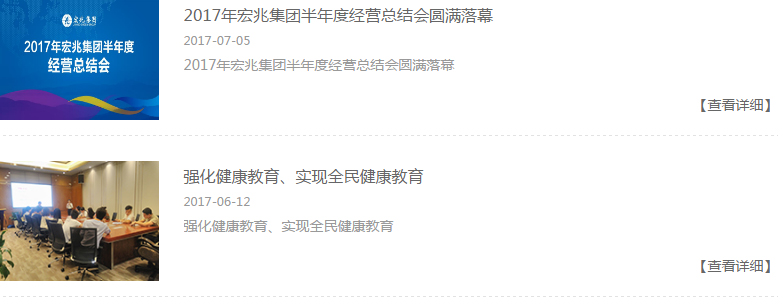 宏兆集团
2017年宏兆集团半年度
经营总结会
2017年宏兆集团半年度经营总结会圆满落幕
2017-07-05
2017年宏兆集团半年度经营总结会圆满落幕
【查看详细】
强化健康教育、实现全民健康教育
2017-06-12
强化健康教育、实现全民健康教育
【查看详细】